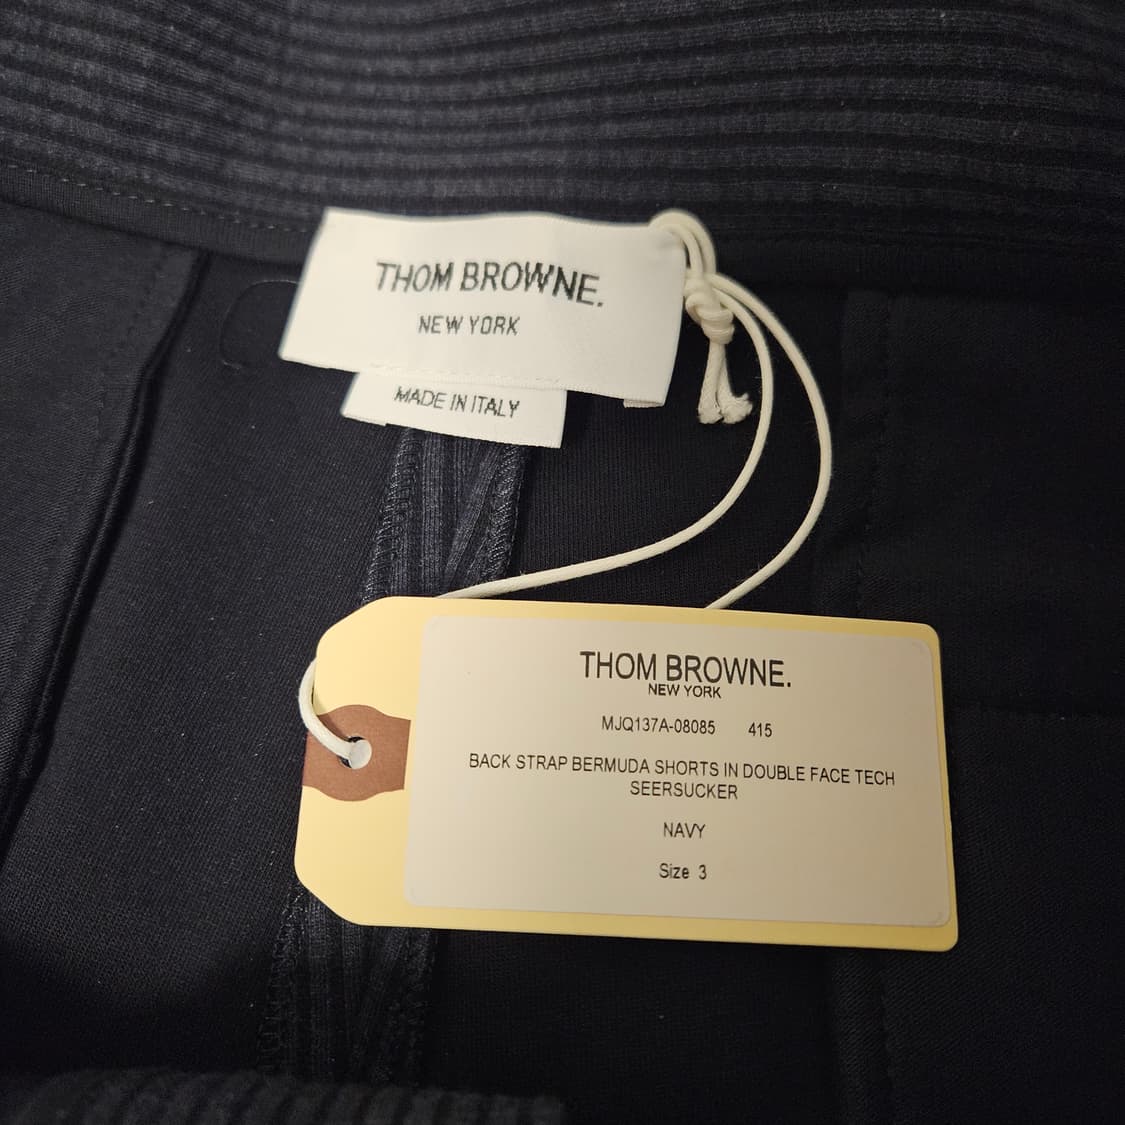 THOM BROWNE.
NEW YORK
MADE IN ITALY
THOM BROWNE.
NEW YORK
MJQ137A-08085 415
BACK STRAP BERMUDA SHORTS IN DOUBLE FACE TECH
SEERSUCKER
NAVY
Size 3